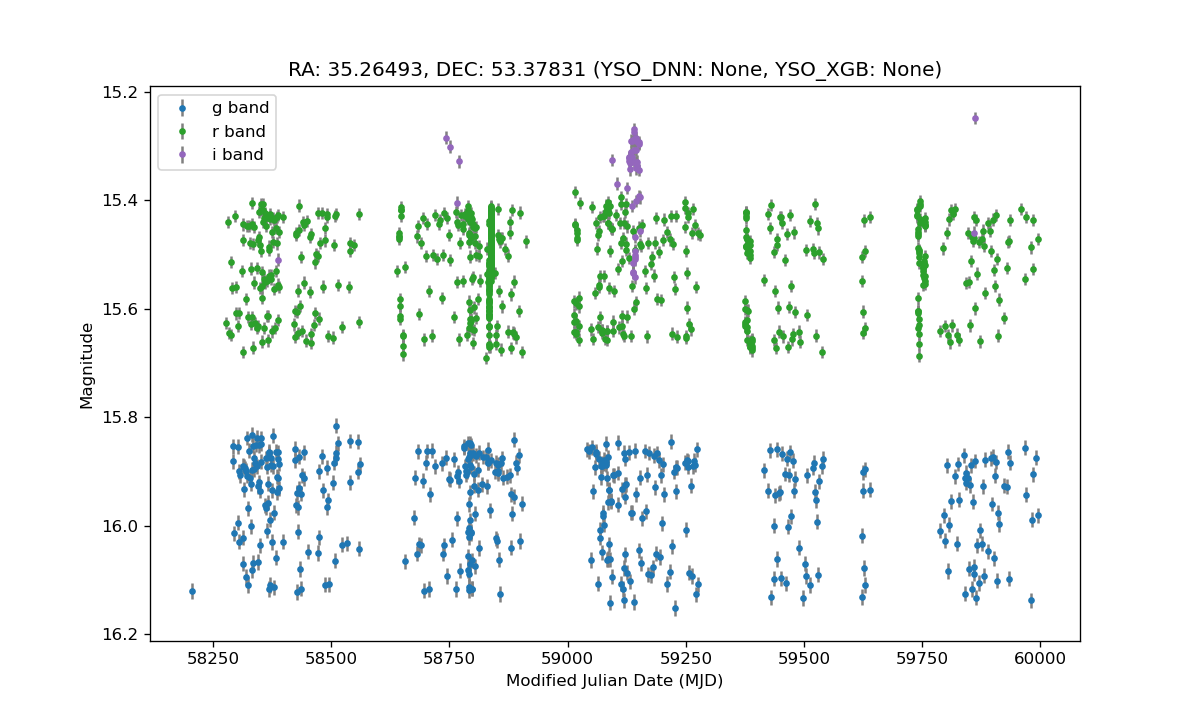 RA: 35.26493, DEC: 53.37831 (YSO_DNN: None, YSO_XGB: None)
g band
r band
i band
15.2
15.4
15.6
15.8
16.0
16.2
Magnitude
58250 58500 58750 59000 59250 59500 59750 60000
Modified Julian Date (MJD)